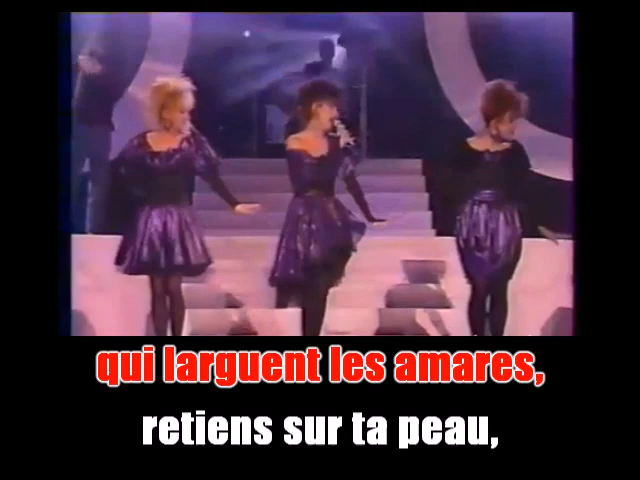 qui larguent les amares,
retiens sur ta peau,